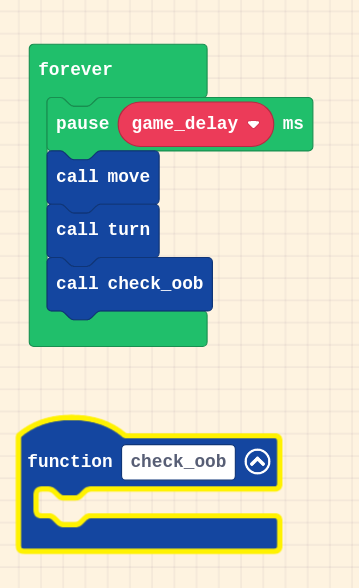 forever
pause game_delay ms
call move
call turn
call check_oob
function check_oob